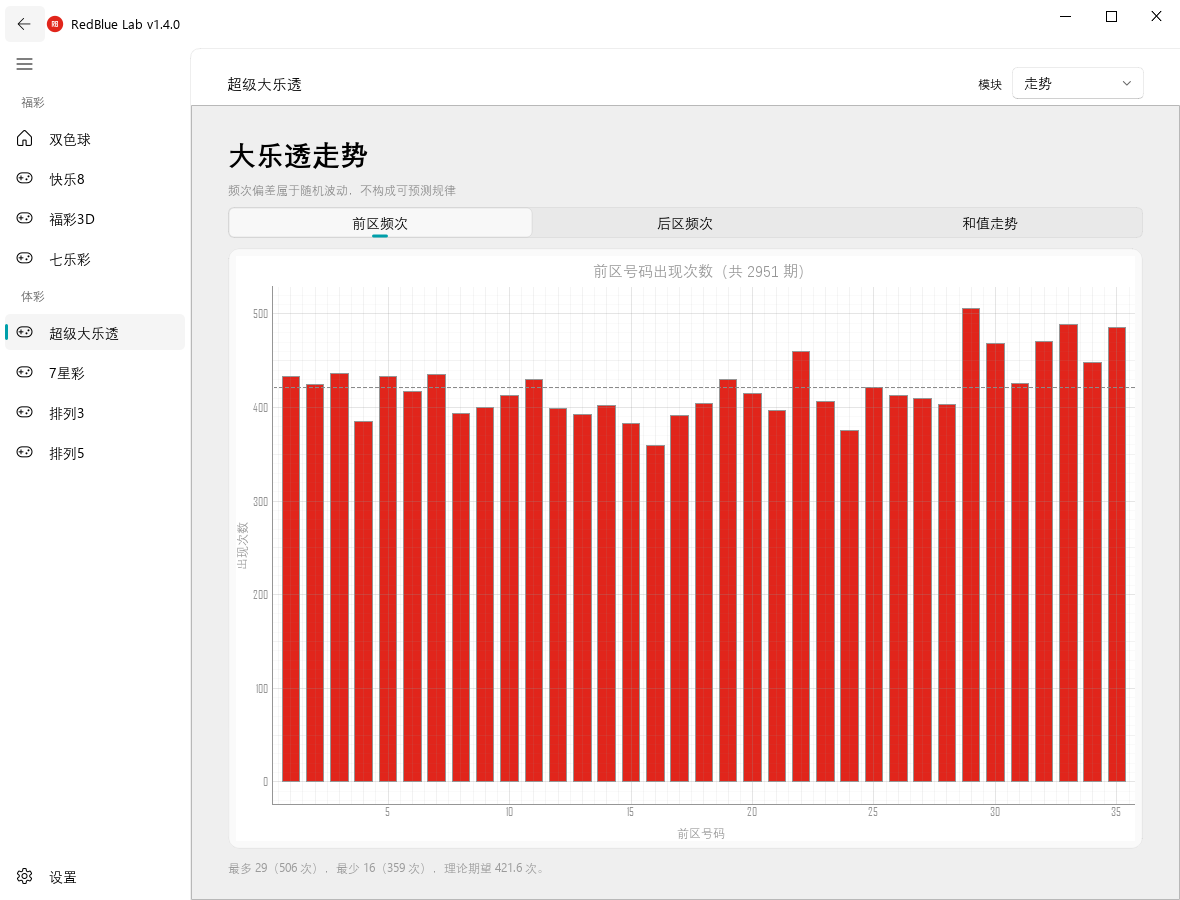 RedBlue Lab v1.4.0
福彩
双色球
快乐8
福彩3D
七乐彩
体彩
超级大乐透
7星彩
排列3
排列5
设置
超级大乐透
模块
走势
大乐透走势
频次偏差属于随机波动，不构成可预测规律
前区频次
后区频次
和值走势
前区号码出现次数（共 2951 期）
出现次数
500
400
300
200
100
0
5
10
15
20
25
30
35
前区号码
最多 29（506 次），最少 16（359 次），理论期望 421.6 次。